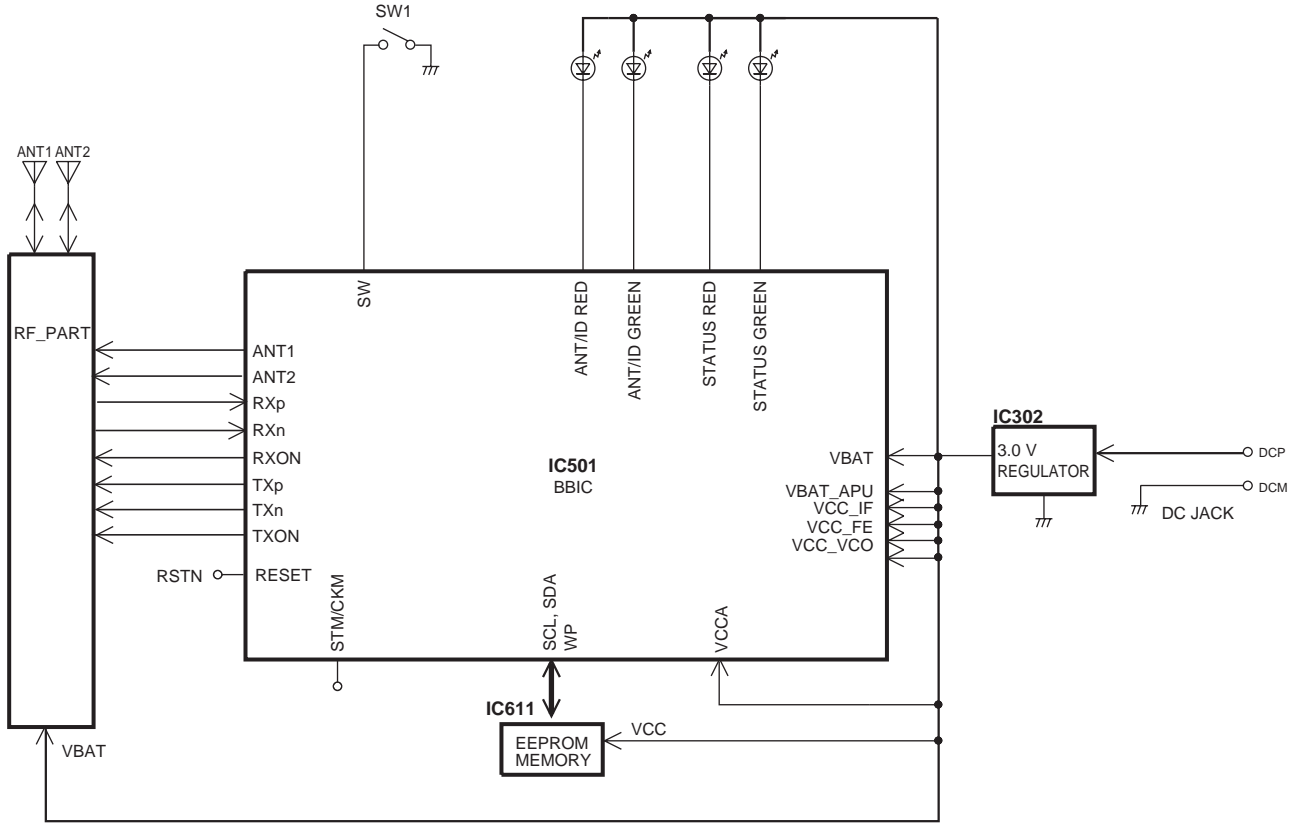 SW1
ANT1 ANT2
RF_PART
SW
ANT/ID RED
ANT/ID GREEN
STATUS RED
STATUS GREEN
ANT1
ANT2
RXp
RXn
RXON
TXp
TXn
TXON
RSTN
RESET
STM/CKM
IC501
BBIC
SCL, SDA
WP
VCCA
VBAT
VBAT_APU
VCC_IF
VCC_FE
VCC_VCO
IC302
3.0 V
REGULATOR
DCP
DCM
DC JACK
IC611
EEPROM
MEMORY
VCC
VBAT